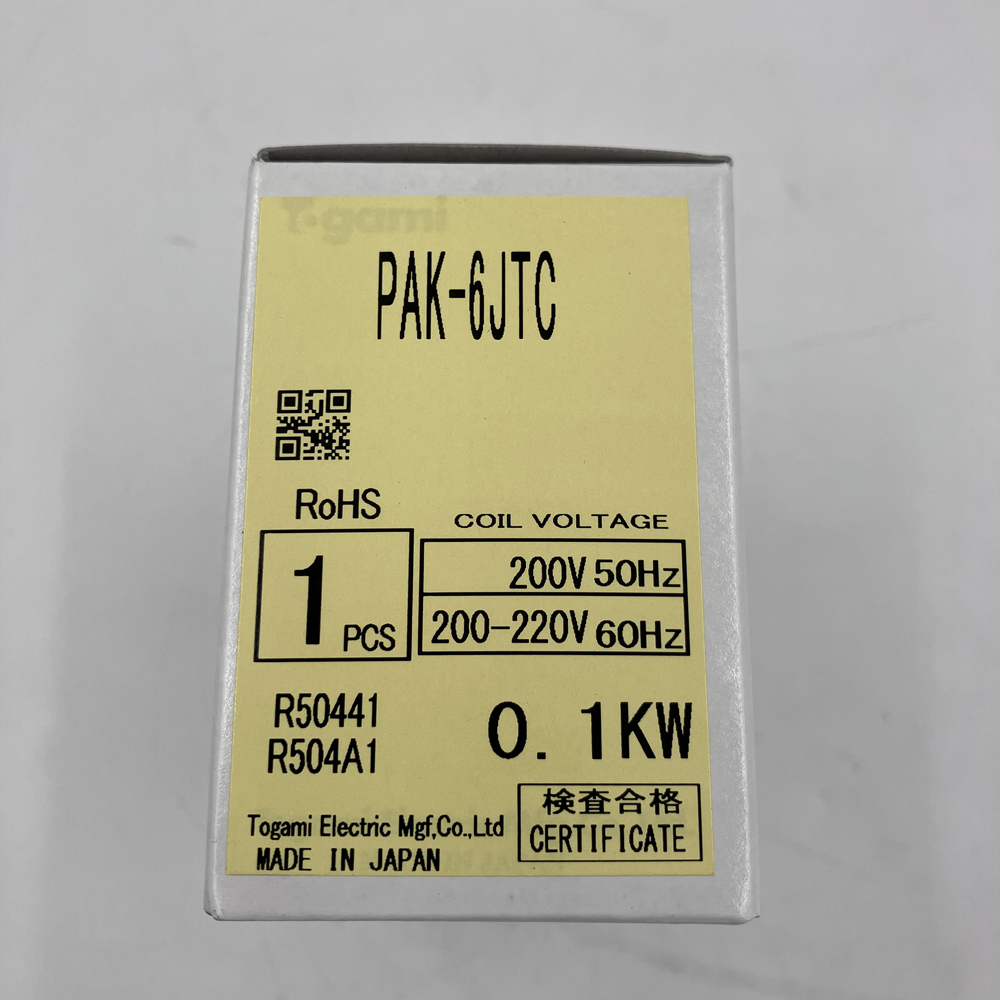 Togami
PAK-6JTC
RoHS
COIL VOLTAGE
1 PCS
200V 50Hz
200-220V 60Hz
R50441
R504A1
0.1KW
検査合格
CERTIFICATE
Togami Electric Mgf,Co.,Ltd
MADE IN JAPAN